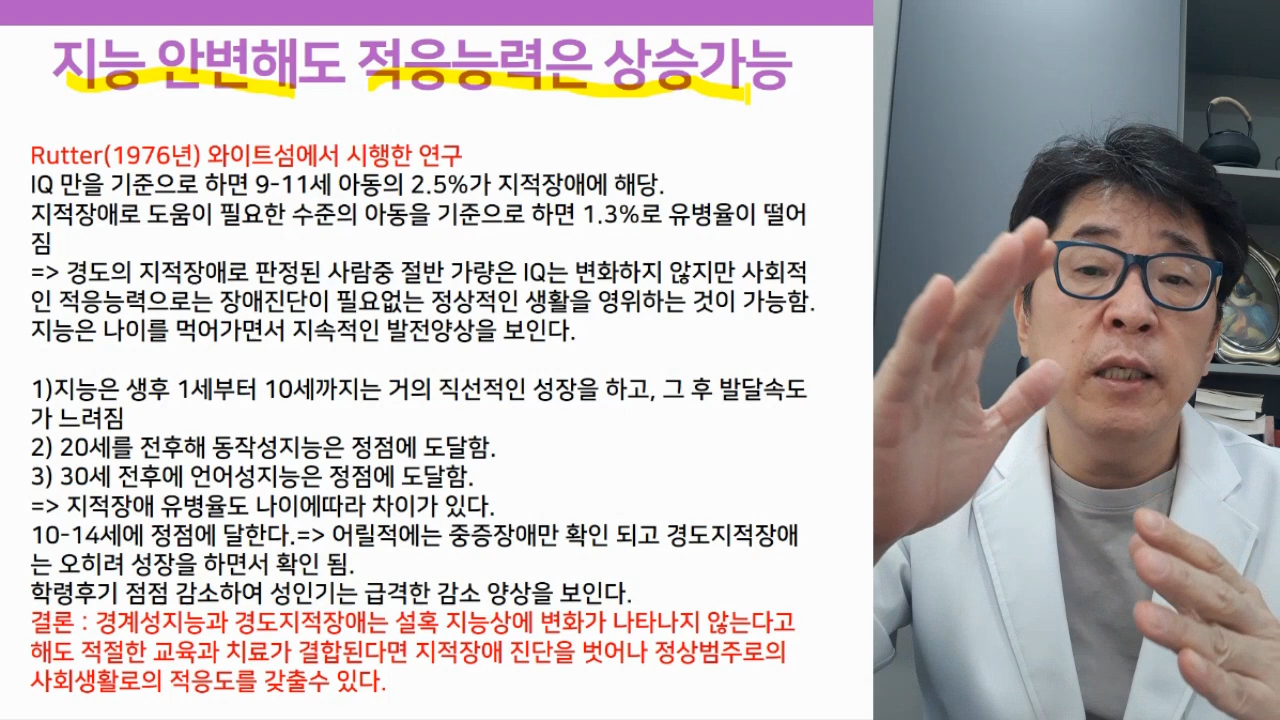 지능 안변해도 적응능력은 상승가능
Rutter(1976년) 와이트섬에서 시행한 연구
IQ 만을 기준으로 하면 9-11세 아동의 2.5%가 지적장애에 해당.
지적장애로 도움이 필요한 수준의 아동을 기준으로 하면 1.3%로 유병율이 떨어
짐
=> 경도의 지적장애로 판정된 사람중 절반 가량은 IQ는 변화하지 않지만 사회적
인 적응능력으로는 장애진단이 필요없는 정상적인 생활을 영위하는 것이 가능함.
지능은 나이를 먹어가면서 지속적인 발전양상을 보인다.
1)지능은 생후 1세부터 10세까지는 거의 직선적인 성장을 하고, 그 후 발달속도
가 느려짐
2) 20세를 전후해 동작성지능은 정점에 도달함.
3) 30세 전후에 언어성지능은 정점에 도달함.
=> 지적장애 유병율도 나이에따라 차이가 있다.
10-14세에 정점에 달한다.=> 어릴적에는 중증장애만 확인 되고 경도지적장애
는 오히려 성장을 하면서 확인 됨.
학령후기 점점 감소하여 성인기는 급격한 감소 양상을 보인다.
결론 : 경계성지능과 경도지적장애는 설혹 지능상에 변화가 나타나지 않는다고
해도 적절한 교육과 치료가 결합된다면 지적장애 진단을 벗어나 정상범주로의
사회생활로의 적응도를 갖출수 있다.